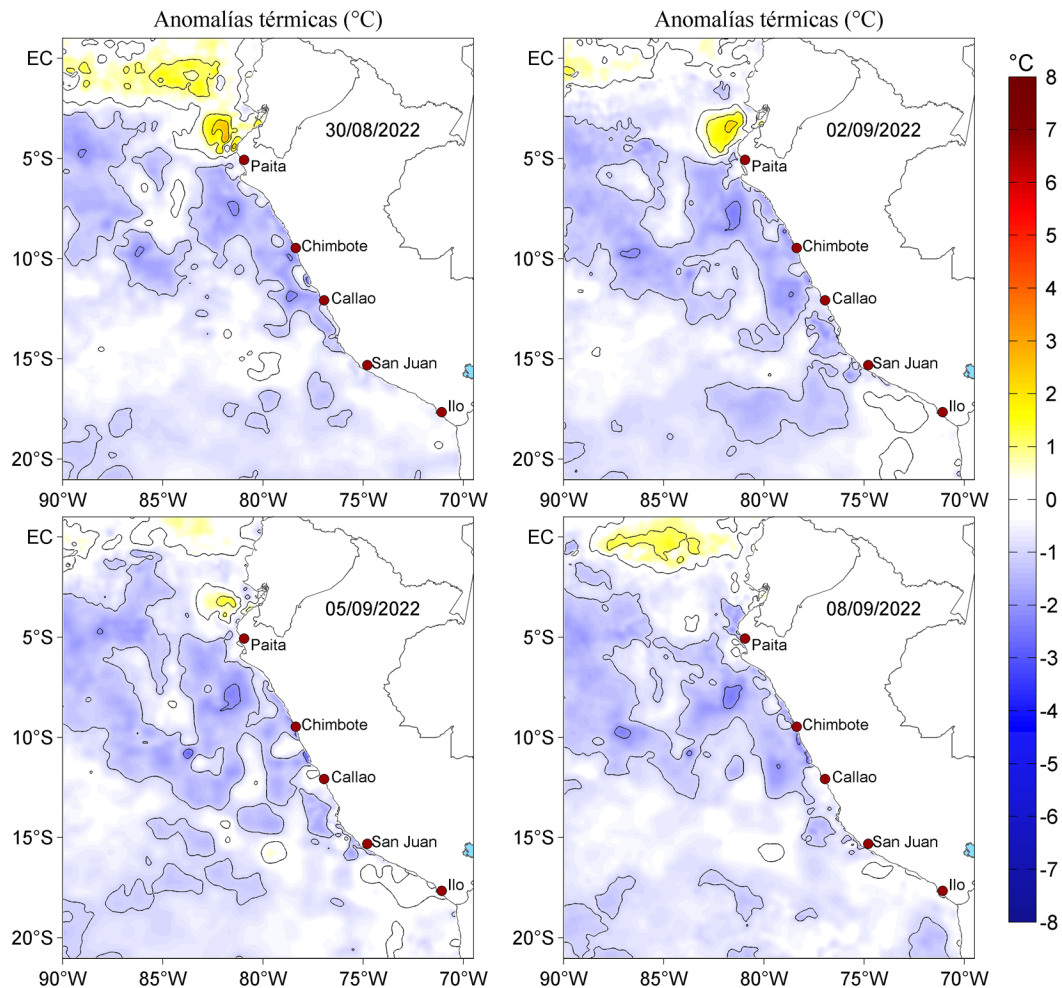 Anomalías térmicas (°C)
Anomalías térmicas (°C)
EC
5°S
10°S
15°S
20°S
90°W
85°W
80°W
75°W
70°W
30/08/2022
Paita
Chimbote
Callao
San Juan
Ilo
EC
5°S
10°S
15°S
20°S
90°W
85°W
80°W
75°W
70°W
02/09/2022
Paita
Chimbote
Callao
San Juan
Ilo
°C
8
7
6
5
4
3
2
1
0
-1
-2
-3
-4
-5
-6
-7
-8
EC
5°S
10°S
15°S
20°S
90°W
85°W
80°W
75°W
70°W
05/09/2022
Paita
Chimbote
Callao
San Juan
Ilo
EC
5°S
10°S
15°S
20°S
90°W
85°W
80°W
75°W
70°W
08/09/2022
Paita
Chimbote
Callao
San Juan
Ilo